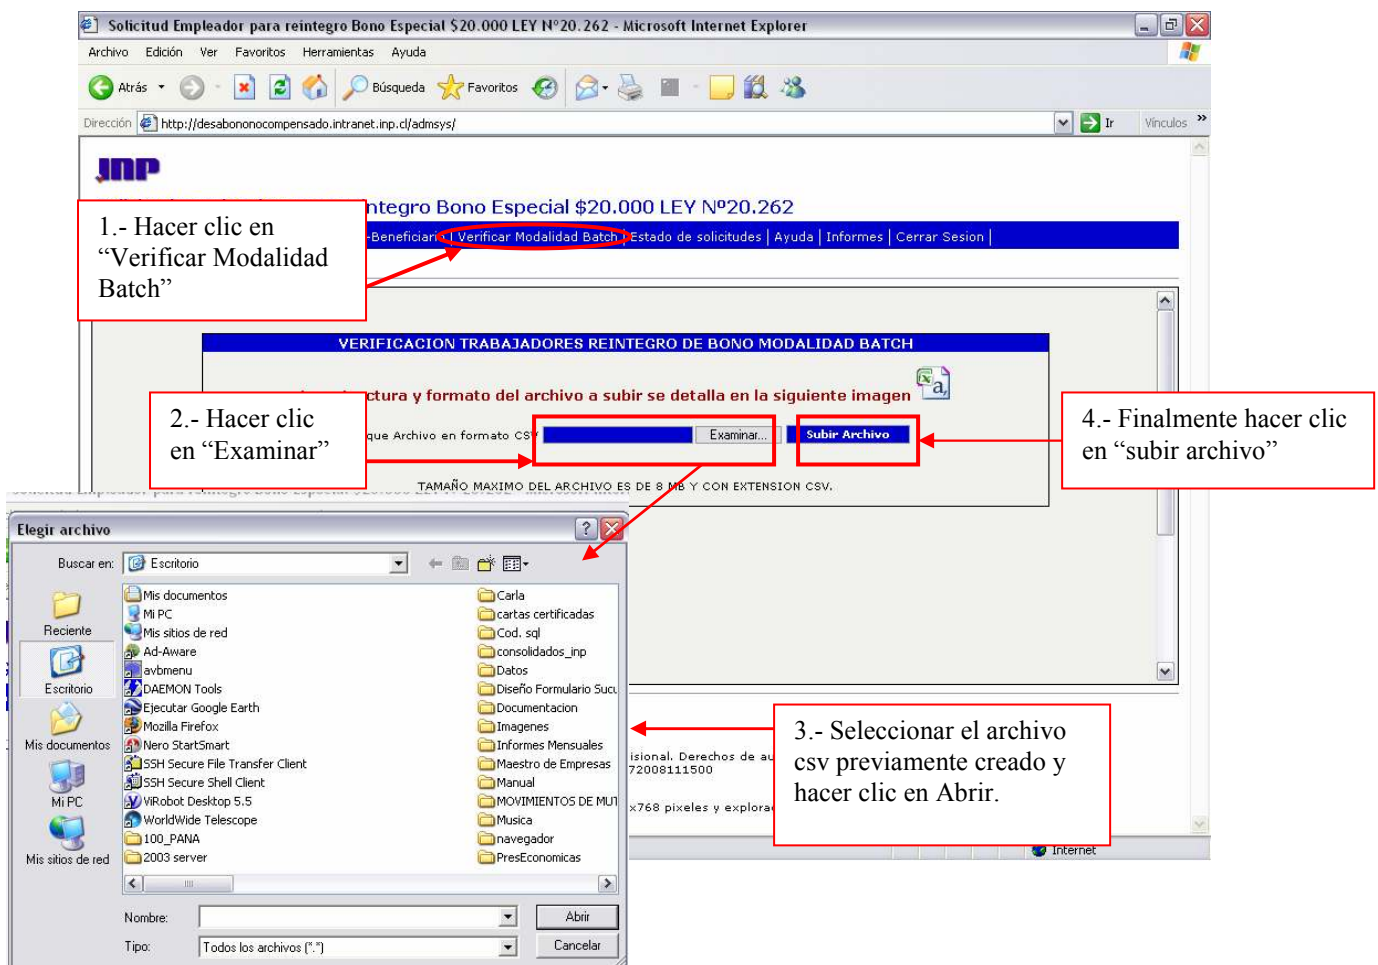 Solicitud Empleador para reintegro Bono Especial $20.000 LEY Nº20.262 - Microsoft Internet Explorer
Archivo Edición Ver Favoritos Herramientas Ayuda
Atrás Búsqueda Favoritos
Dirección http://desabononocompensado.intranet.inp.cl/admsys/ Ir Vínculos »
INP
ntegro Bono Especial $20.000 LEY Nº20.262
-Beneficiario | Verificar Modalidad Batch | Estado de solicitudes | Ayuda | Informes | Cerrar Sesion |
1.- Hacer clic en
“Verificar Modalidad
Batch”
VERIFICACION TRABAJADORES REINTEGRO DE BONO MODALIDAD BATCH
ctura y formato del archivo a subir se detalla en la siguiente imagen
2.- Hacer clic
en “Examinar”
que Archivo en formato CSV Examinar... Subir Archivo
4.- Finalmente hacer clic
en “subir archivo”
TAMAÑO MAXIMO DEL ARCHIVO ES DE 8 MB Y CON EXTENSION CSV.
Elegir archivo
Buscar en: Escritorio
Reciente
Escritorio
Mis documentos
Mi PC
Mis sitios de red
Mis documentos
Mi PC
Mis sitios de red
Ad-Aware
avbmenu
DAEMON Tools
Ejecutar Google Earth
Mozilla Firefox
Nero StartSmart
SSH Secure File Transfer Client
SSH Secure Shell Client
ViRobot Desktop 5.5
WorldWide Telescope
100_PANA
2003 server
Carla
cartas certificadas
Cod. sql
consolidados_inp
Datos
Diseño Formulario Sucu
Documentacion
Imagenes
Informes Mensuales
Maestro de Empresas
Manual
MOVIMIENTOS DE MUT
Musica
navegador
PresEconomicas
Nombre: Abrir
Tipo: Todos los archivos (*.*) Cancelar
3.- Seleccionar el archivo
csv previamente creado y
hacer clic en Abrir.
isional. Derechos de au
72008111500
x768 pixeles y explorad
Internet